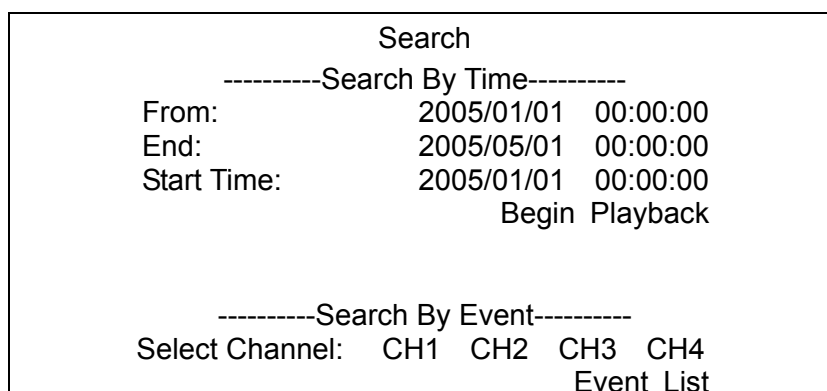 Search
----------Search By Time----------
From: 2005/01/01 00:00:00
End: 2005/05/01 00:00:00
Start Time: 2005/01/01 00:00:00
Begin Playback
----------Search By Event----------
Select Channel: CH1 CH2 CH3 CH4
Event List